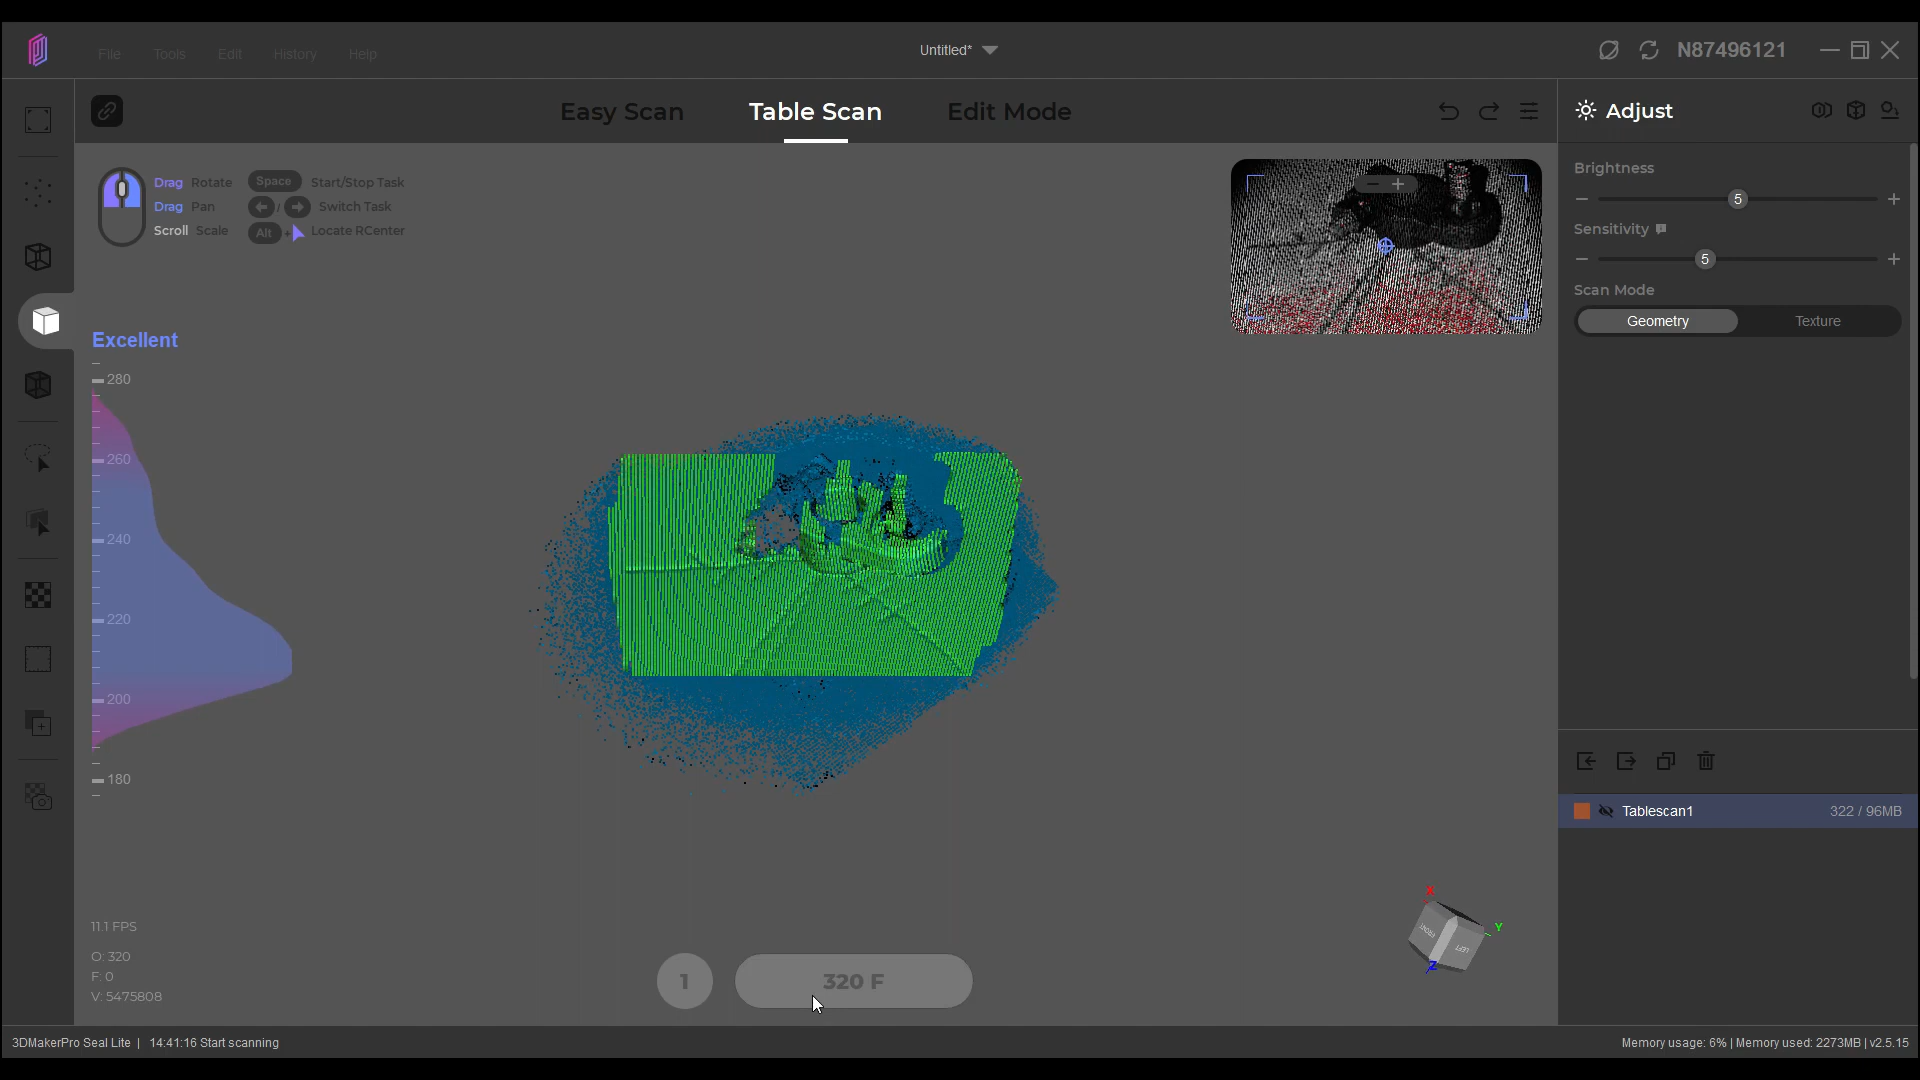 File Tools Edit History Help
Untitled*
N87496121
Easy Scan Table Scan Edit Mode
Adjust
Drag Rotate Space Start/Stop Task
Drag Pan / Switch Task
Scroll Scale Alt + Locate RCenter
Brightness
5
Sensitivity
5
Scan Mode
Geometry Texture
Excellent
280
260
240
220
200
180
Tablescan1 322 / 96MB
X
Y
Z
FRONT
LEFT
11.1 FPS
O: 320
F: 0
V: 5475808
1 320 F
3DMakerPro Seal Lite | 14:41:16 Start scanning
Memory usage: 6% | Memory used: 2273MB | v2.5.15